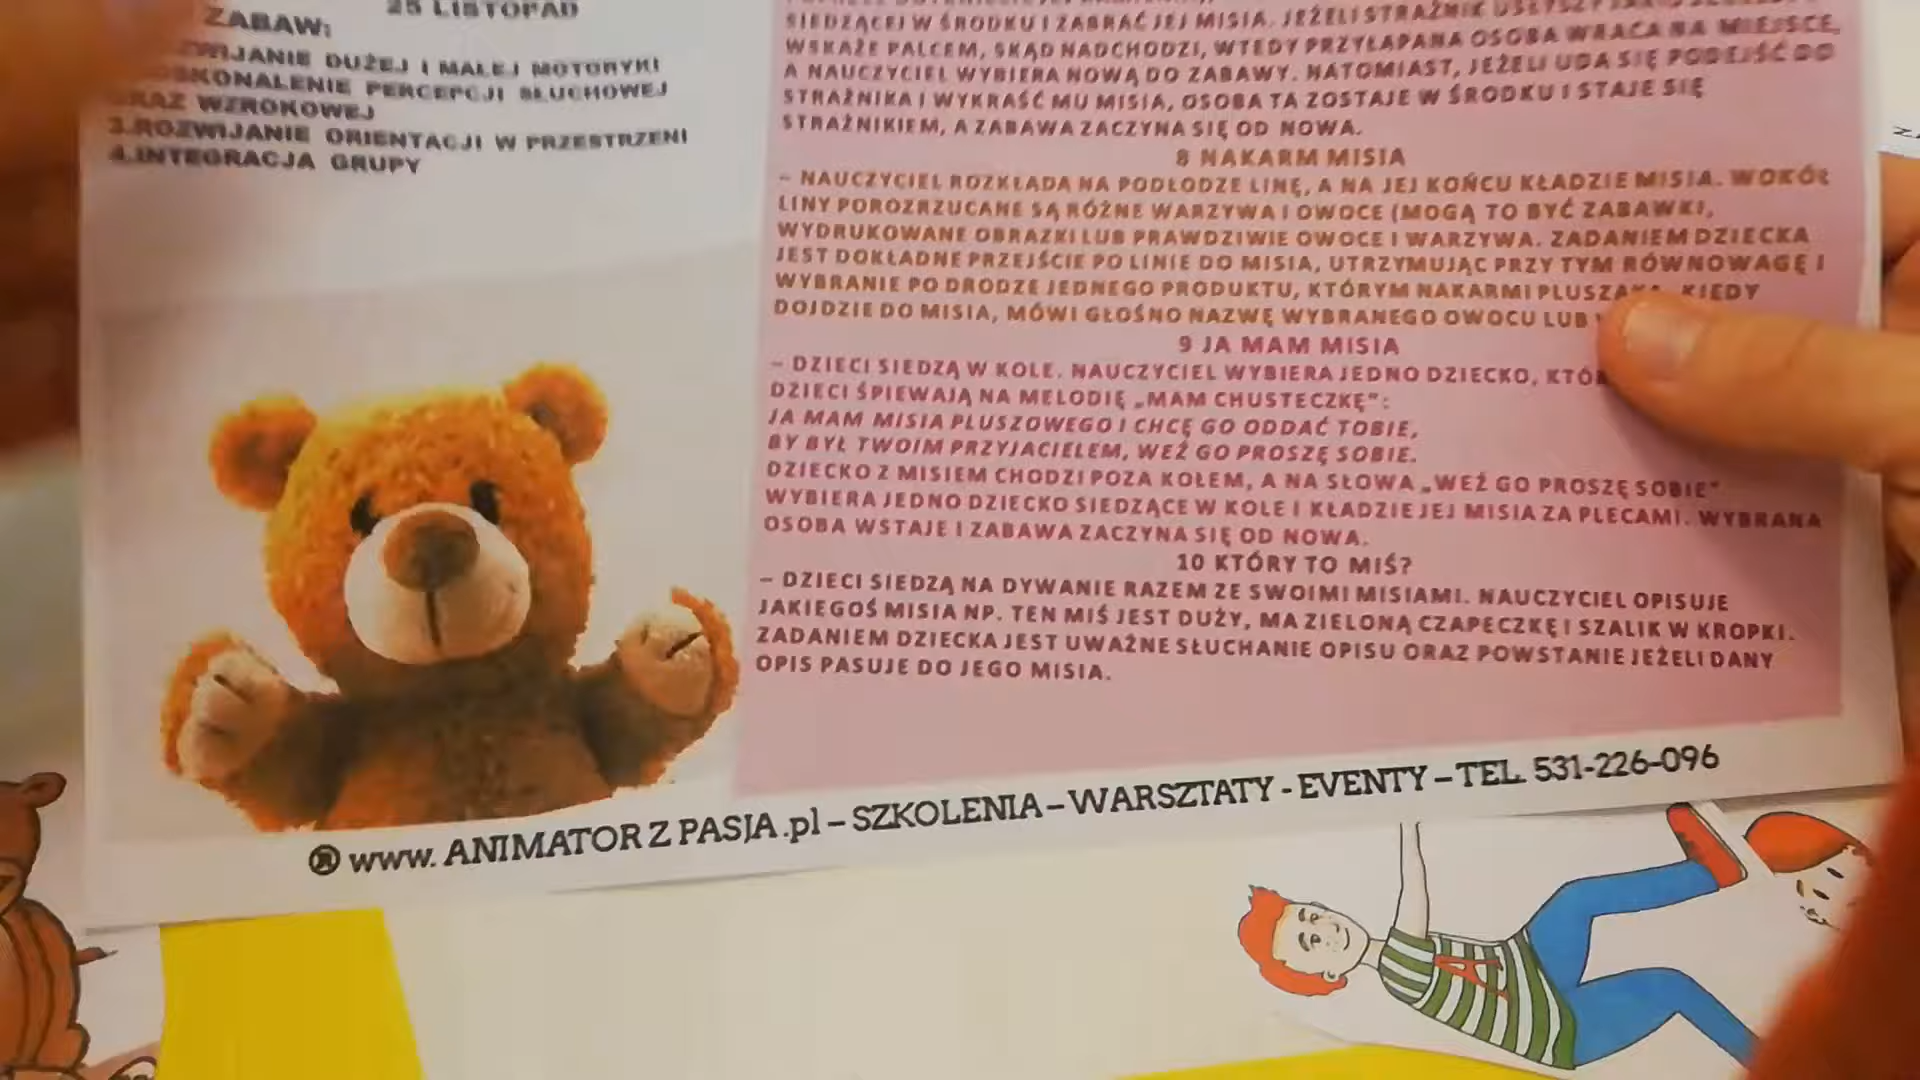 25 LISTOPAD
ZABAW:
DUŻEJ I MAŁEJ MOTORYKI
PERCEPCJI SŁUCHOWEJ
ORAZ WZROKOWEJ
3.ROZWIJANIE ORIENTACJI W PRZESTRZENI
4.INTEGRACJA GRUPY
SIEDZĄCEJ W ŚRODKU I ZABRAĆ JEJ MISIA. JEŻELI STRAŻNIK USŁYSZY
WSKAŻE PALCEM, SKĄD NADCHODZI, WTEDY PRZYŁAPANA OSOBA WRACA NA MIEJSCE,
A NAUCZYCIEL WYBIERA NOWĄ DO ZABAWY. NATOMIAST, JEŻELI UDA SIĘ PODEJŚĆ DO
STRAŻNIKA I WYKRAŚĆ MU MISIA, OSOBA TA ZOSTAJE W ŚRODKU I STAJE SIĘ
STRAŻNIKIEM, A ZABAWA ZACZYNA SIĘ OD NOWA.
8 NAKARM MISIA
– NAUCZYCIEL ROZKŁADA NA PODŁODZE LINĘ, A NA JEJ KOŃCU KŁADZIE MISIA. WOKÓŁ
LINY POROZRZUCANE SĄ RÓŻNE WARZYWA I OWOCE (MOGĄ TO BYĆ ZABAWKI,
WYDRUKOWANE OBRAZKI LUB PRAWDZIWIE OWOCE I WARZYWA. ZADANIEM DZIECKA
JEST DOKŁADNE PRZEJŚCIE PO LINIE DO MISIA, UTRZYMUJĄC PRZY TYM RÓWNOWAGĘ I
WYBRANIE PO DRODZE JEDNEGO PRODUKTU, KTÓRYM NAKARMI PLUSZAKA. KIEDY
DOJDZIE DO MISIA, MÓWI GŁOŚNO NAZWĘ WYBRANEGO OWOCU LUB
9 JA MAM MISIA
– DZIECI SIEDZĄ W KOLE. NAUCZYCIEL WYBIERA JEDNO DZIECKO,
DZIECI ŚPIEWAJĄ NA MELODIĘ „MAM CHUSTECZKĘ":
JA MAM MISIA PLUSZOWEGO I CHCĘ GO ODDAĆ TOBIE,
BY BYŁ TWOIM PRZYJACIELEM, WEŹ GO PROSZĘ SOBIE.
DZIECKO Z MISIEM CHODZI POZA KOŁEM, A NA SŁOWA „WEŹ GO PROSZĘ SOBIE"
WYBIERA JEDNO DZIECKO SIEDZĄCE W KOLE I KŁADZIE JEJ MISIA ZA PLECAMI. WYBRANA
OSOBA WSTAJE I ZABAWA ZACZYNA SIĘ OD NOWA.
10 KTÓRY TO MIŚ?
– DZIECI SIEDZĄ NA DYWANIE RAZEM ZE SWOIMI MISIAMI. NAUCZYCIEL OPISUJE
JAKIEGOŚ MISIA NP. TEN MIŚ JEST DUŻY, MA ZIELONĄ CZAPECZKĘ I SZALIK W KROPKI.
ZADANIEM DZIECKA JEST UWAŻNE SŁUCHANIE OPISU ORAZ POWSTANIE JEŻELI DANY
OPIS PASUJE DO JEGO MISIA.
® www. ANIMATOR Z PASJA .pl – SZKOLENIA – WARSZTATY - EVENTY – TEL. 531-226-096
A